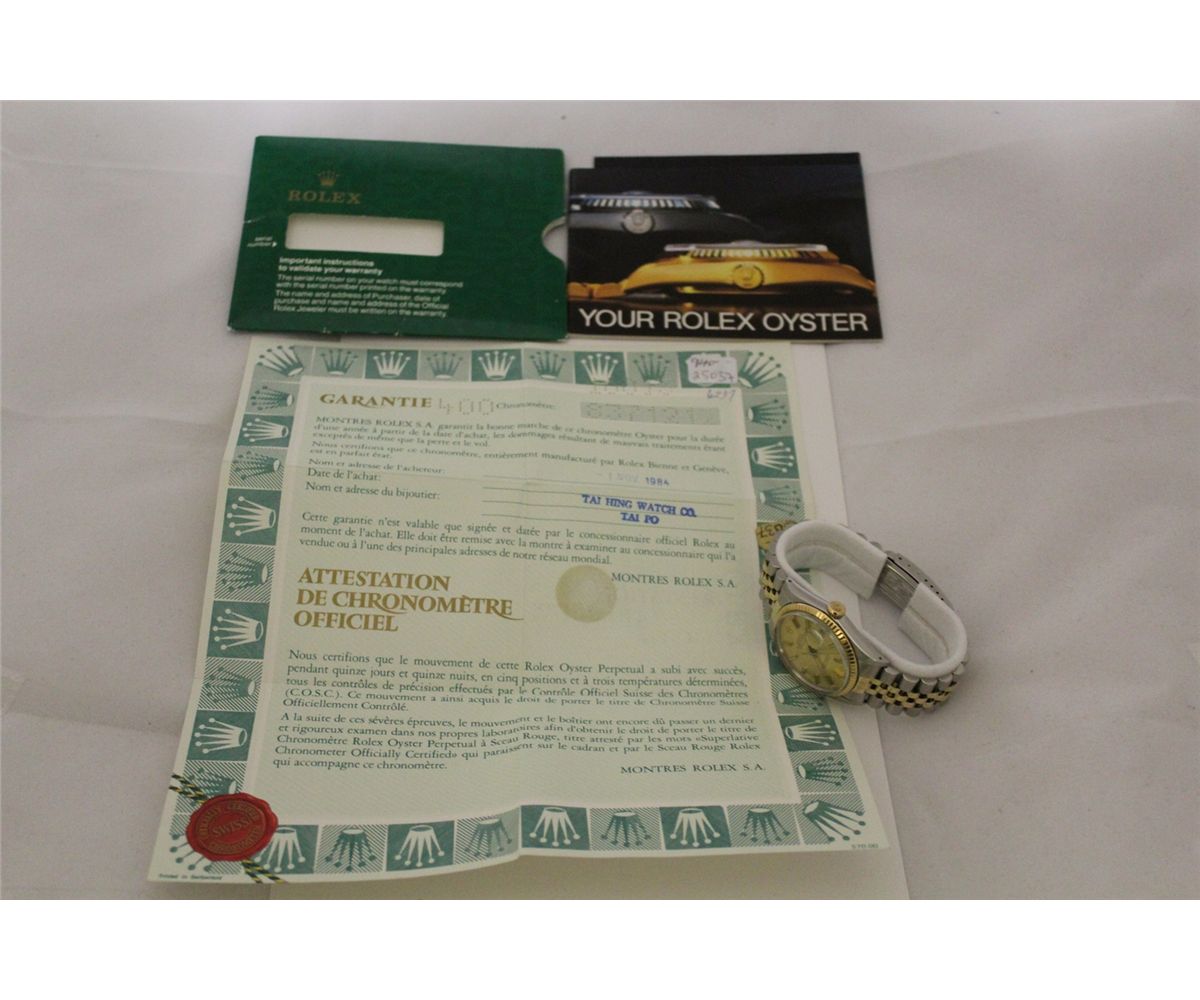 ROLEX
serial
number
Important instructions
to validate your warranty
The serial number on your watch must correspond
with the serial number printed on the warranty
The name and address of Purchaser, date of
purchase and name and address of the Official
Rolex Jeweler must be written on the warranty.
YOUR ROLEX OYSTER
25037
6237
GARANTIE 400 Chronomètre:
MONTRES ROLEX S.A. garantit la bonne marche de ce chronomètre Oyster pour la durée
d'une année à partir de la date d'achat, les dommages résultant de mauvais traitements étant
exceptés de même que la perte et le vol.
Nous certifions que ce chronomètre, entièrement manufacturé par Rolex Bienne et Genève,
est en parfait état.
Nom et adresse de l'acheteur:
Date de l'achat: 1 NOV. 1984
Nom et adresse du bijoutier: TAI HING WATCH CO.
TAI PO
Cette garantie n'est valable que signée et datée par le concessionnaire officiel Rolex au
moment de l'achat. Elle doit être remise avec la montre à examiner au concessionnaire qui l'a
vendue ou à l'une des principales adresses de notre réseau mondial.
MONTRES ROLEX S.A.
ATTESTATION
DE CHRONOMÈTRE
OFFICIEL
Nous certifions que le mouvement de cette Rolex Oyster Perpetual a subi avec succès,
pendant quinze jours et quinze nuits, en cinq positions et à trois températures déterminées,
tous les contrôles de précision effectués par le Contrôle Officiel Suisse des Chronomètres
(C.O.S.C.). Ce mouvement a ainsi acquis le droit de porter le titre de Chronomètre Suisse
Officiellement Contrôlé.
A la suite de ces sévères épreuves, le mouvement et le boîtier ont encore dû passer un dernier
et rigoureux examen dans nos propres laboratoires afin d'obtenir le droit de porter le titre de
Chronomètre Rolex Oyster Perpetual à Sceau Rouge, titre attesté par les mots «Superlative
Chronometer Officially Certified» qui paraissent sur le cadran et par le Sceau Rouge Rolex
qui accompagne ce chronomètre.
MONTRES ROLEX S.A.
SWISS
Printed in Switzerland